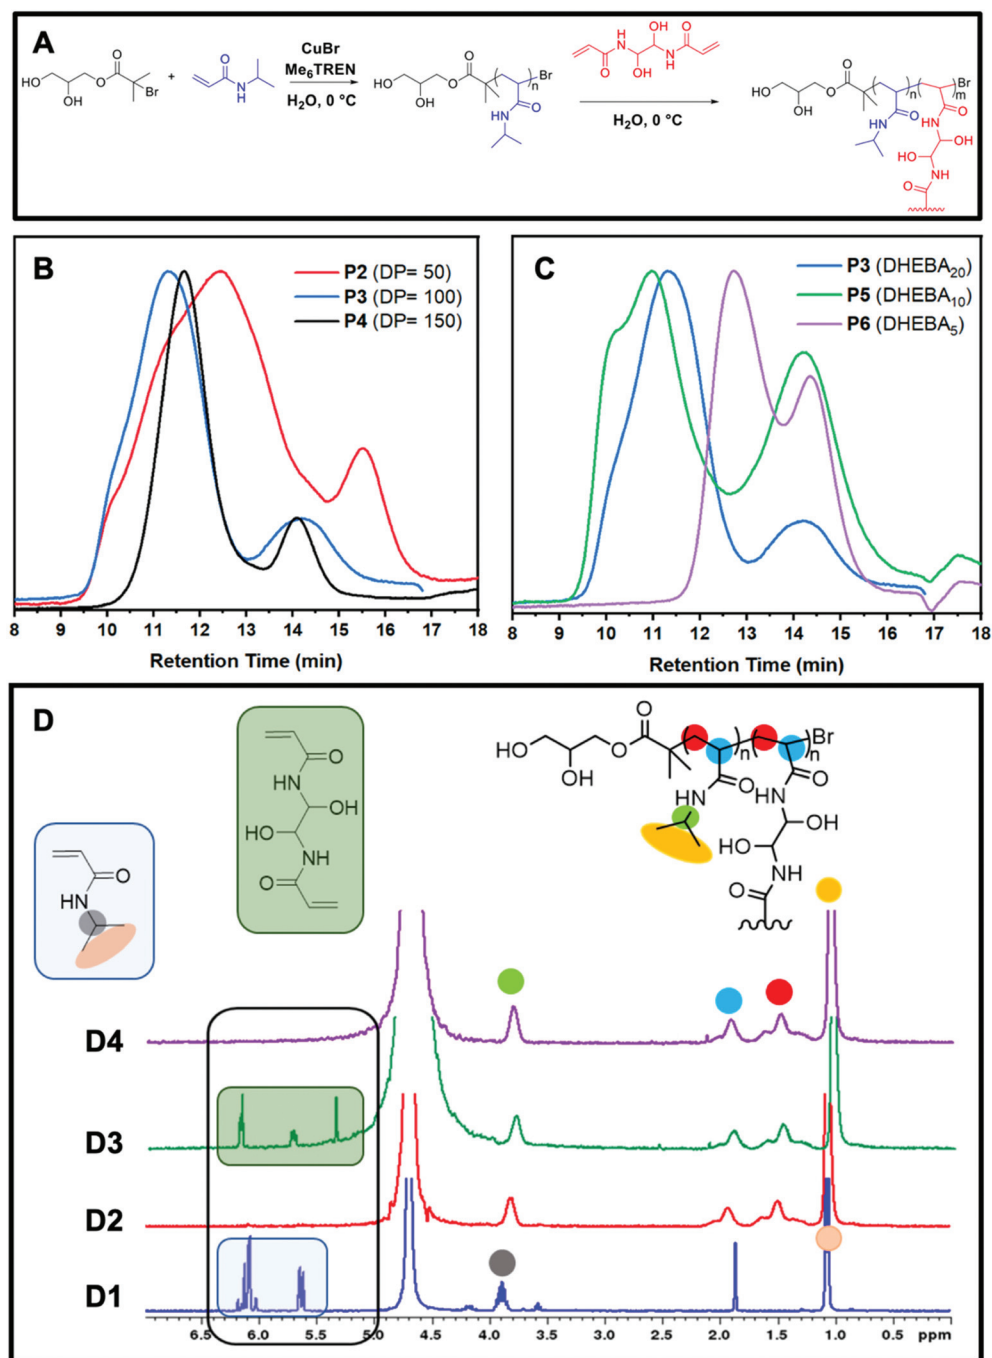 A
CuBr
Me6TREN
H2O, 0 °C
H2O, 0 °C
HO
OH
O
O
Br
+
O
N
H
HO
OH
O
O
n
Br
O
HN
O
H
N
OH
OH
N
H
O
HO
OH
O
O
n
m
Br
O
HN
O
HN
OH
HO
NH
O
B
P2 (DP= 50)
P3 (DP= 100)
P4 (DP= 150)
8 9 10 11 12 13 14 15 16 17 18
Retention Time (min)
C
P3 (DHEBA20)
P5 (DHEBA10)
P6 (DHEBA5)
8 9 10 11 12 13 14 15 16 17 18
Retention Time (min)
D
O
HN
O
HN
OH
HO
NH
O
HO
OH
O
O
n
n
Br
O
HN
O
HN
OH
HO
NH
O
D4
D3
D2
D1
6.5 6.0 5.5 5.0 4.5 4.0 3.5 3.0 2.5 2.0 1.5 1.0 0.5 ppm